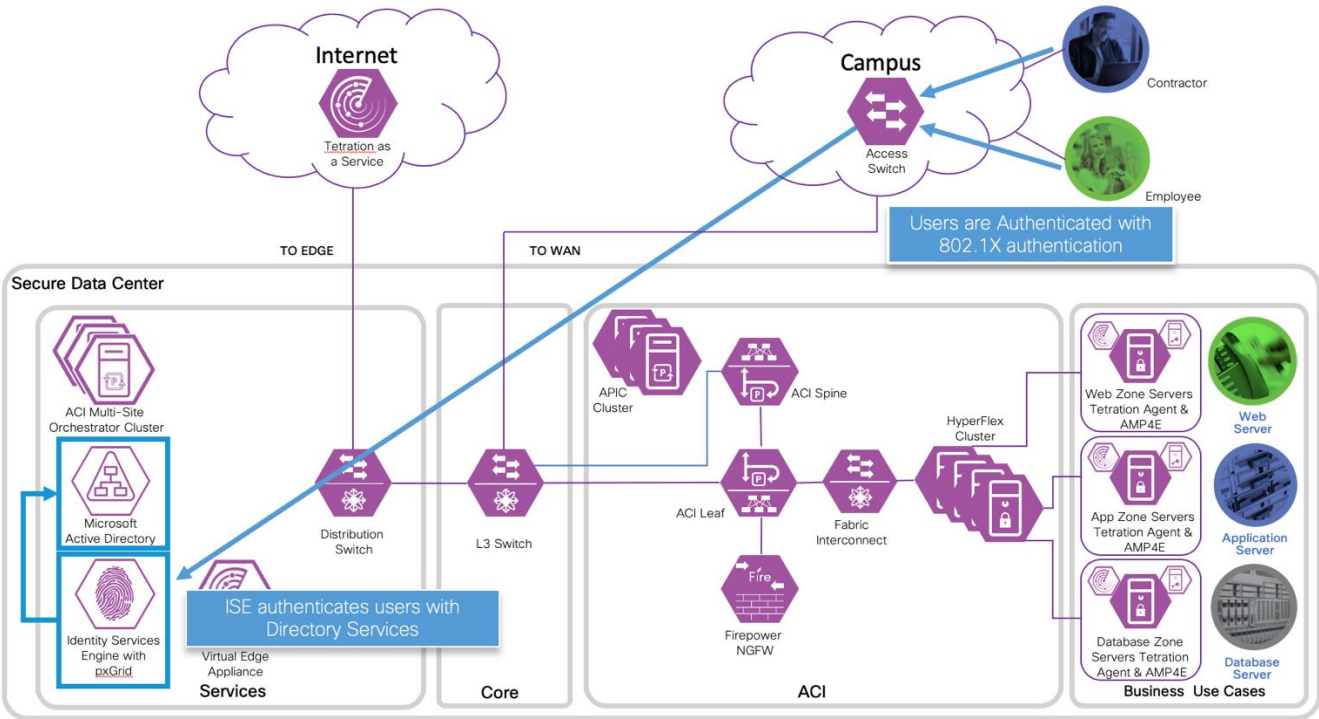 Internet
Tetration as
a Service
Campus
Access
Switch
Contractor
Employee
Users are Authenticated with
802.1X authentication
TO EDGE
TO WAN
Secure Data Center
ACI Multi-Site
Orchestrator Cluster
Microsoft
Active Directory
Identity Services
Engine with
pxGrid
ISE authenticates users with
Directory Services
Virtual Edge
Appliance
Services
Distribution
Switch
L3 Switch
Core
APIC
Cluster
P
P
P
ACI Spine
P
ACI Leaf
Fire
Firepower
NGFW
Fabric
Interconnect
HyperFlex
Cluster
ACI
Web Zone Servers
Tetration Agent &
AMP4E
Web
Server
App Zone Servers
Tetration Agent &
AMP4E
Application
Server
Database Zone
Servers Tetration
Agent & AMP4E
Database
Server
Business Use Cases